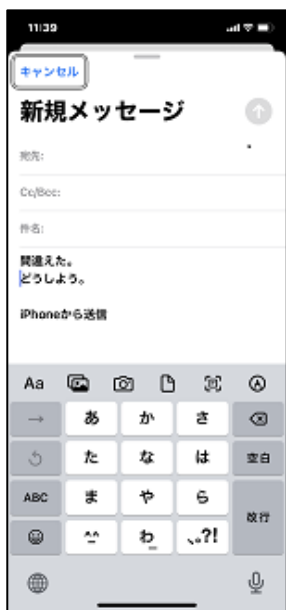 11:39
キャンセル
新規メッセージ
宛先:
Cc/Bcc:
件名:
間違えた。
どうしよう。
iPhoneから送信
Aa
→ あ か さ
た な は 空白
ABC ま や ら 改行
^^ わ 、。?!